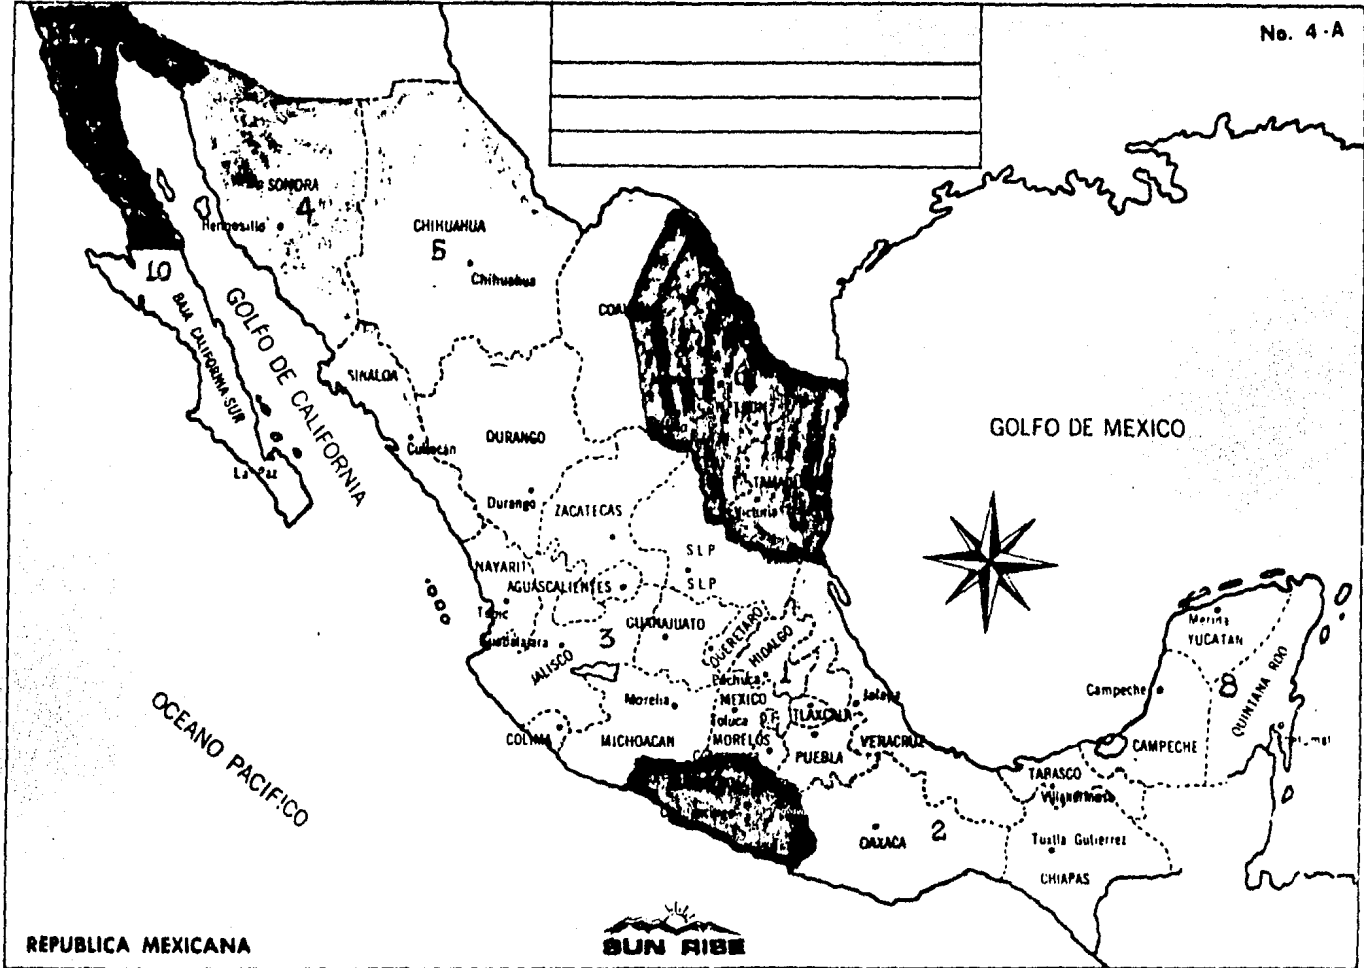 No. 4-A
SONORA
4
Hermosillo
CHIHUAHUA
5
Chihuahua
10
BAJA CALIFORNIA SUR
GOLFO DE CALIFORNIA
SINALOA
Culiacán
La Paz
DURANGO
Durango
GOLFO DE MEXICO
ZACATECAS
Victoria
S L P
S L P
NAYARIT
AGUASCALIENTES
Tepic
GUANAJUATO
3
QUERETARO
HIDALGO
1
Guadalajara
JALISCO
Merida
YUCATAN
Pachuca
Morelia
MEXICO
Toluca
D.F.
TLAXCALA
Jalapa
Campeche
8
QUINTANA ROO
COLIMA
MICHOACAN
MORELOS
PUEBLA
VERACRUZ
CAMPECHE
TABASCO
Villahermosa
OAXACA
2
Tuxtla Gutierrez
CHIAPAS
OCEANO PACIFICO
REPUBLICA MEXICANA
SUN RISE